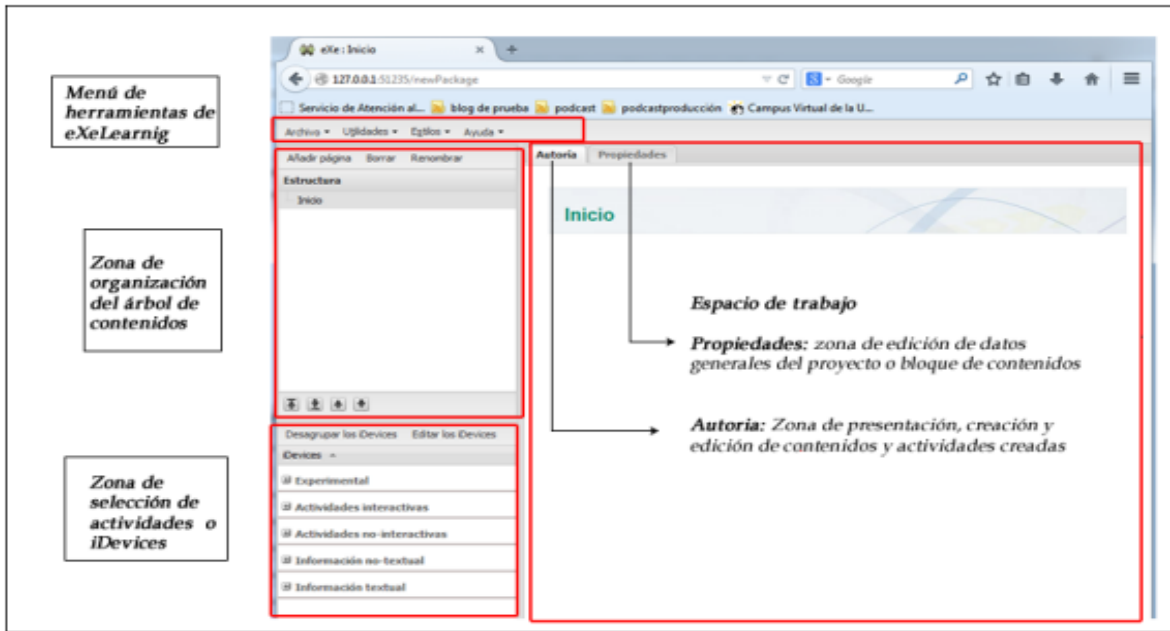 eXe : Inicio
127.0.0.1:51235/newPackage
Google
Servicio de Atención al... blog de prueba podcast podcastproducción Campus Virtual de la U...
Menú de
herramientas de
eXeLearnig
Archivo Utilidades Estilos Ayuda
Añadir página Borrar Renombrar
Autoría Propiedades
Estructura
Inicio
Inicio
Zona de
organización
del árbol de
contenidos
Espacio de trabajo
Propiedades: zona de edición de datos
generales del proyecto o bloque de contenidos
Autoria: Zona de presentación, creación y
edición de contenidos y actividades creadas
Desagrupar los iDevices Editar los iDevices
iDevices
Zona de
selección de
actividades o
iDevices
Experimental
Actividades interactivas
Actividades no-interactivas
Información no-textual
Información textual